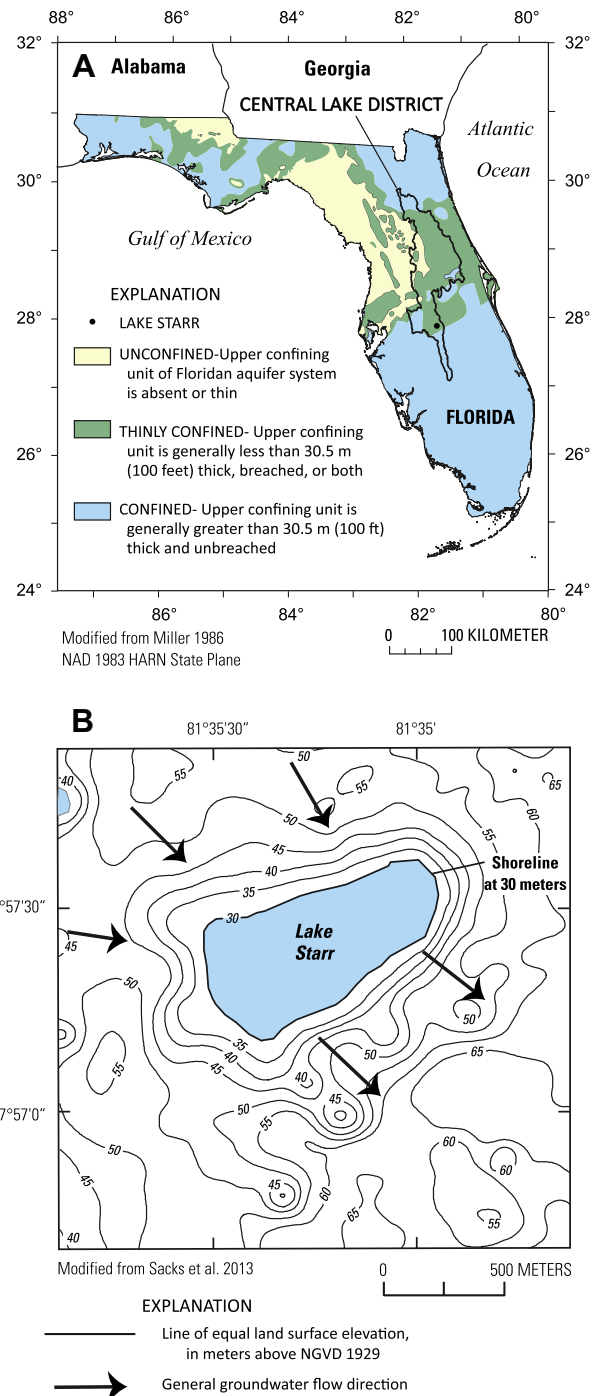 88° 86° 84° 82° 80°
32° 32°
A
Alabama
Georgia
CENTRAL LAKE DISTRICT
Atlantic
Ocean
30° 30°
Gulf of Mexico
EXPLANATION
LAKE STARR
28° 28°
UNCONFINED-Upper confining
unit of Floridan aquifer system
is absent or thin
THINLY CONFINED- Upper confining
unit is generally less than 30.5 m
(100 feet) thick, breached, or both
FLORIDA
26° 26°
CONFINED- Upper confining unit is
generally greater than 30.5 m (100 ft)
thick and unbreached
24° 24°
86° 84° 82° 80°
Modified from Miller 1986
NAD 1983 HARN State Plane
0 100 KILOMETER
B
81°35'30" 81°35'
50
40 55 55 65
60
50
55
45
40
35
Shoreline
at 30 meters
°57'30"
30
Lake
Starr
45
50
50
35
50
65
40
45
55
40
7°57'0"
50
45
55
60
50
60
45
45
60
65
55
40
Modified from Sacks et al. 2013
0 500 METERS
EXPLANATION
Line of equal land surface elevation,
in meters above NGVD 1929
General groundwater flow direction